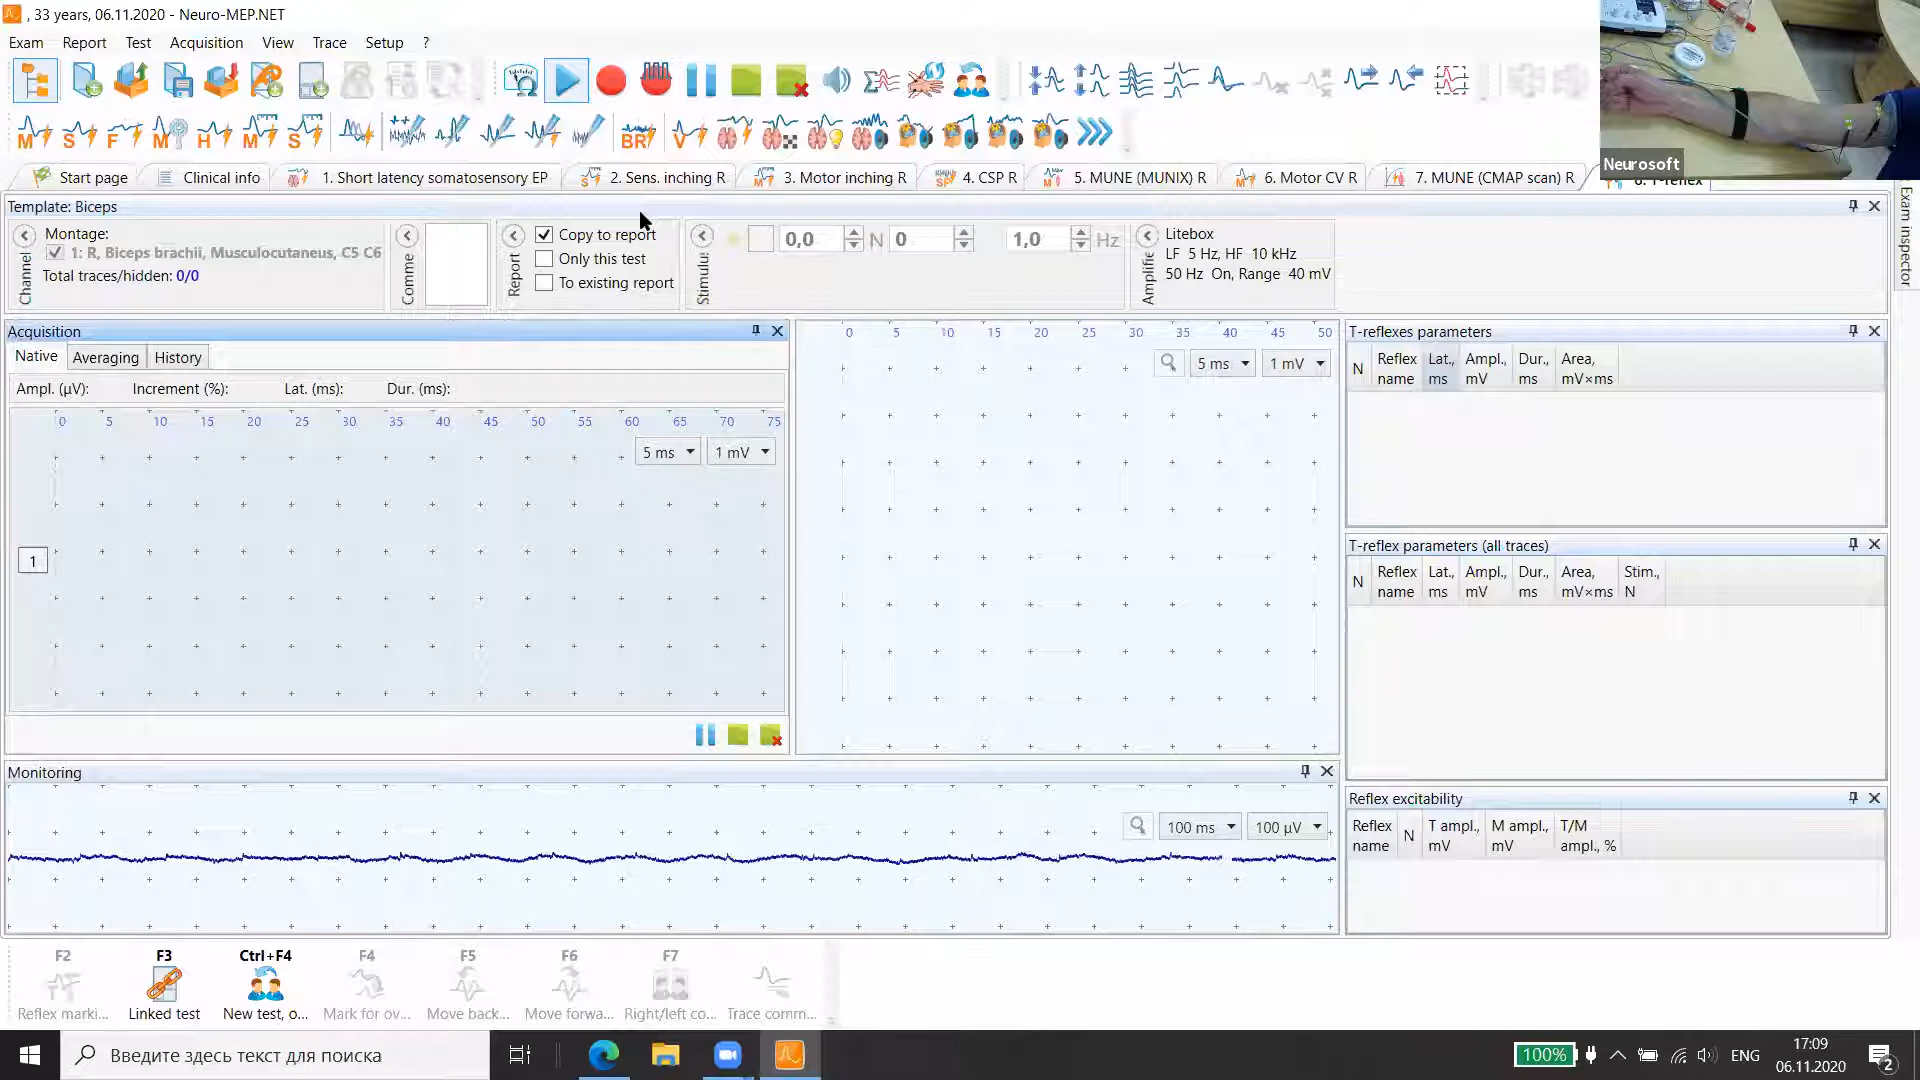 , 33 years, 06.11.2020 - Neuro-MEP.NET
Exam Report Test Acquisition View Trace Setup ?
M S F M H M S BR V
Start page Clinical info 1. Short latency somatosensory EP 2. Sens. inching R 3. Motor inching R 4. CSP R 5. MUNE (MUNIX) R 6. Motor CV R 7. MUNE (CMAP scan) R
Neurosoft
Template: Biceps
Channel
Montage:
1: R, Biceps brachii, Musculocutaneus, C5 C6
Total traces/hidden: 0/0
Comme
Report
Copy to report
Only this test
To existing report
Stimulus
0,0 N 0 1,0 Hz
Amplifie
Litebox
LF 5 Hz, HF 10 kHz
50 Hz On, Range 40 mV
Exam inspector
Acquisition
Native Averaging History
Ampl. (µV): Increment (%): Lat. (ms): Dur. (ms):
0 5 10 15 20 25 30 35 40 45 50 55 60 65 70 75
5 ms 1 mV
1
0 5 10 15 20 25 30 35 40 45 50
5 ms 1 mV
T-reflexes parameters
N Reflex name Lat., ms Ampl., mV Dur., ms Area, mV×ms
T-reflex parameters (all traces)
N Reflex name Lat., ms Ampl., mV Dur., ms Area, mV×ms Stim., N
Monitoring
100 ms 100 µV
Reflex excitability
Reflex name N T ampl., mV M ampl., mV T/M ampl., %
F2 F3 Ctrl+F4 F4 F5 F6 F7
Reflex marki... Linked test New test, o... Mark for ov... Move back... Move forwa... Right/left co... Trace comm...
Введите здесь текст для поиска
100% ENG
17:09
06.11.2020
2